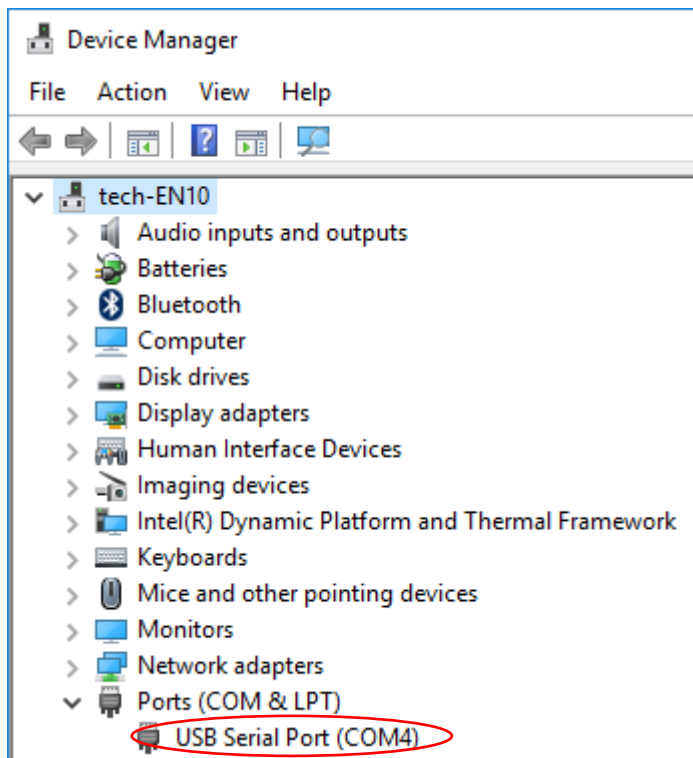 Device Manager
File Action View Help
tech-EN10
Audio inputs and outputs
Batteries
Bluetooth
Computer
Disk drives
Display adapters
Human Interface Devices
Imaging devices
Intel(R) Dynamic Platform and Thermal Framework
Keyboards
Mice and other pointing devices
Monitors
Network adapters
Ports (COM & LPT)
USB Serial Port (COM4)